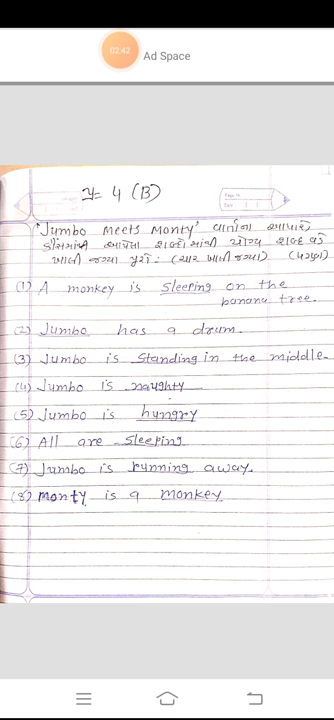 02:42
Ad Space
પ્ર= 4 (B)
'Jumbo Meets Monty' વાર્તાના આધારે
કૌંસમાંથી આપેલા શબ્દો માંથી યોગ્ય શબ્દ વડે
ખાલી જગ્યા પૂરો: (ચાર ખાલી જગ્યા)
(1) A monkey is sleeping on the
banana tree.
(2) Jumbo has a drum.
(3) Jumbo is standing in the middle.
(4) Jumbo is naughty
(5) Jumbo is hungry
(6) All are sleeping.
(7) Jumbo is running away.
(8) Monty is a monkey